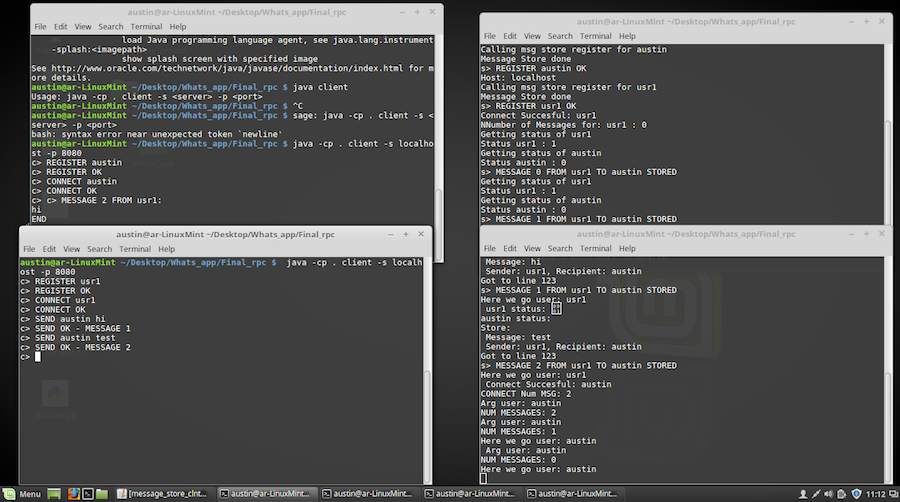 austin@ar-LinuxMint ~/Desktop/Whats_app/Final_rpc
File Edit View Search Terminal Help
load Java programming language agent, see java.lang.instrument
-splash:<imagepath>
show splash screen with specified image
See http://www.oracle.com/technetwork/java/javase/documentation/index.html for m
ore details.
austin@ar-LinuxMint ~/Desktop/Whats_app/Final_rpc $ java client
Usage: java -cp . client -s <server> -p <port>
austin@ar-LinuxMint ~/Desktop/Whats_app/Final_rpc $ ^C
austin@ar-LinuxMint ~/Desktop/Whats_app/Final_rpc $ sage: java -cp . client -s <
server> -p <port>
bash: syntax error near unexpected token `newline'
austin@ar-LinuxMint ~/Desktop/Whats_app/Final_rpc $ java -cp . client -s localho
st -p 8080
c> REGISTER austin
c> REGISTER OK
c> CONNECT austin
c> CONNECT OK
c> c> MESSAGE 2 FROM usr1:
hi
END
austin@ar-LinuxMint ~/Desktop/Whats_app/Final_rpc
File Edit View Search Terminal Help
austin@ar-LinuxMint ~/Desktop/Whats_app/Final_rpc $  java -cp . client -s localh
ost -p 8080
c> REGISTER usr1
c> REGISTER OK
c> CONNECT usr1
c> CONNECT OK
c> SEND austin hi
c> SEND OK - MESSAGE 1
c> SEND austin test
c> SEND OK - MESSAGE 2
c>
austin@ar-LinuxMint ~/Desktop/Whats_app/Final_rpc
File Edit View Search Terminal Help
Calling msg store register for austin
Message Store done
s> REGISTER austin OK
Host: localhost
Calling msg store register for usr1
Message Store done
s> REGISTER usr1 OK
Connect Succesful: usr1
NNumber of Messages for: usr1 : 0
Getting status of usr1
Status usr1 : 1
Getting status of austin
Status austin : 0
s> MESSAGE 0 FROM usr1 TO austin STORED
Getting status of usr1
Status usr1 : 1
Getting status of austin
Status austin : 0
s> MESSAGE 1 FROM usr1 TO austin STORED
austin@ar-LinuxMint ~/Desktop/Whats_app/Final_rpc
File Edit View Search Terminal Help
Message: hi
Sender: usr1, Recipient: austin
Got to line 123
s> MESSAGE 1 FROM usr1 TO austin STORED
Here we go user: usr1
usr1 status:
austin status:
Store:
Message: test
Sender: usr1, Recipient: austin
Got to line 123
s> MESSAGE 2 FROM usr1 TO austin STORED
Here we go user: usr1
Connect Succesful: austin
CONNECT Num MSG: 2
Arg user: austin
NUM MESSAGES: 2
Arg user: austin
NUM MESSAGES: 1
Here we go user: austin
Arg user: austin
NUM MESSAGES: 0
Here we go user: austin
Menu [message_store_clnt... austin@ar-LinuxMint... austin@ar-LinuxMint... austin@ar-LinuxMint... austin@ar-LinuxMint... 11:12